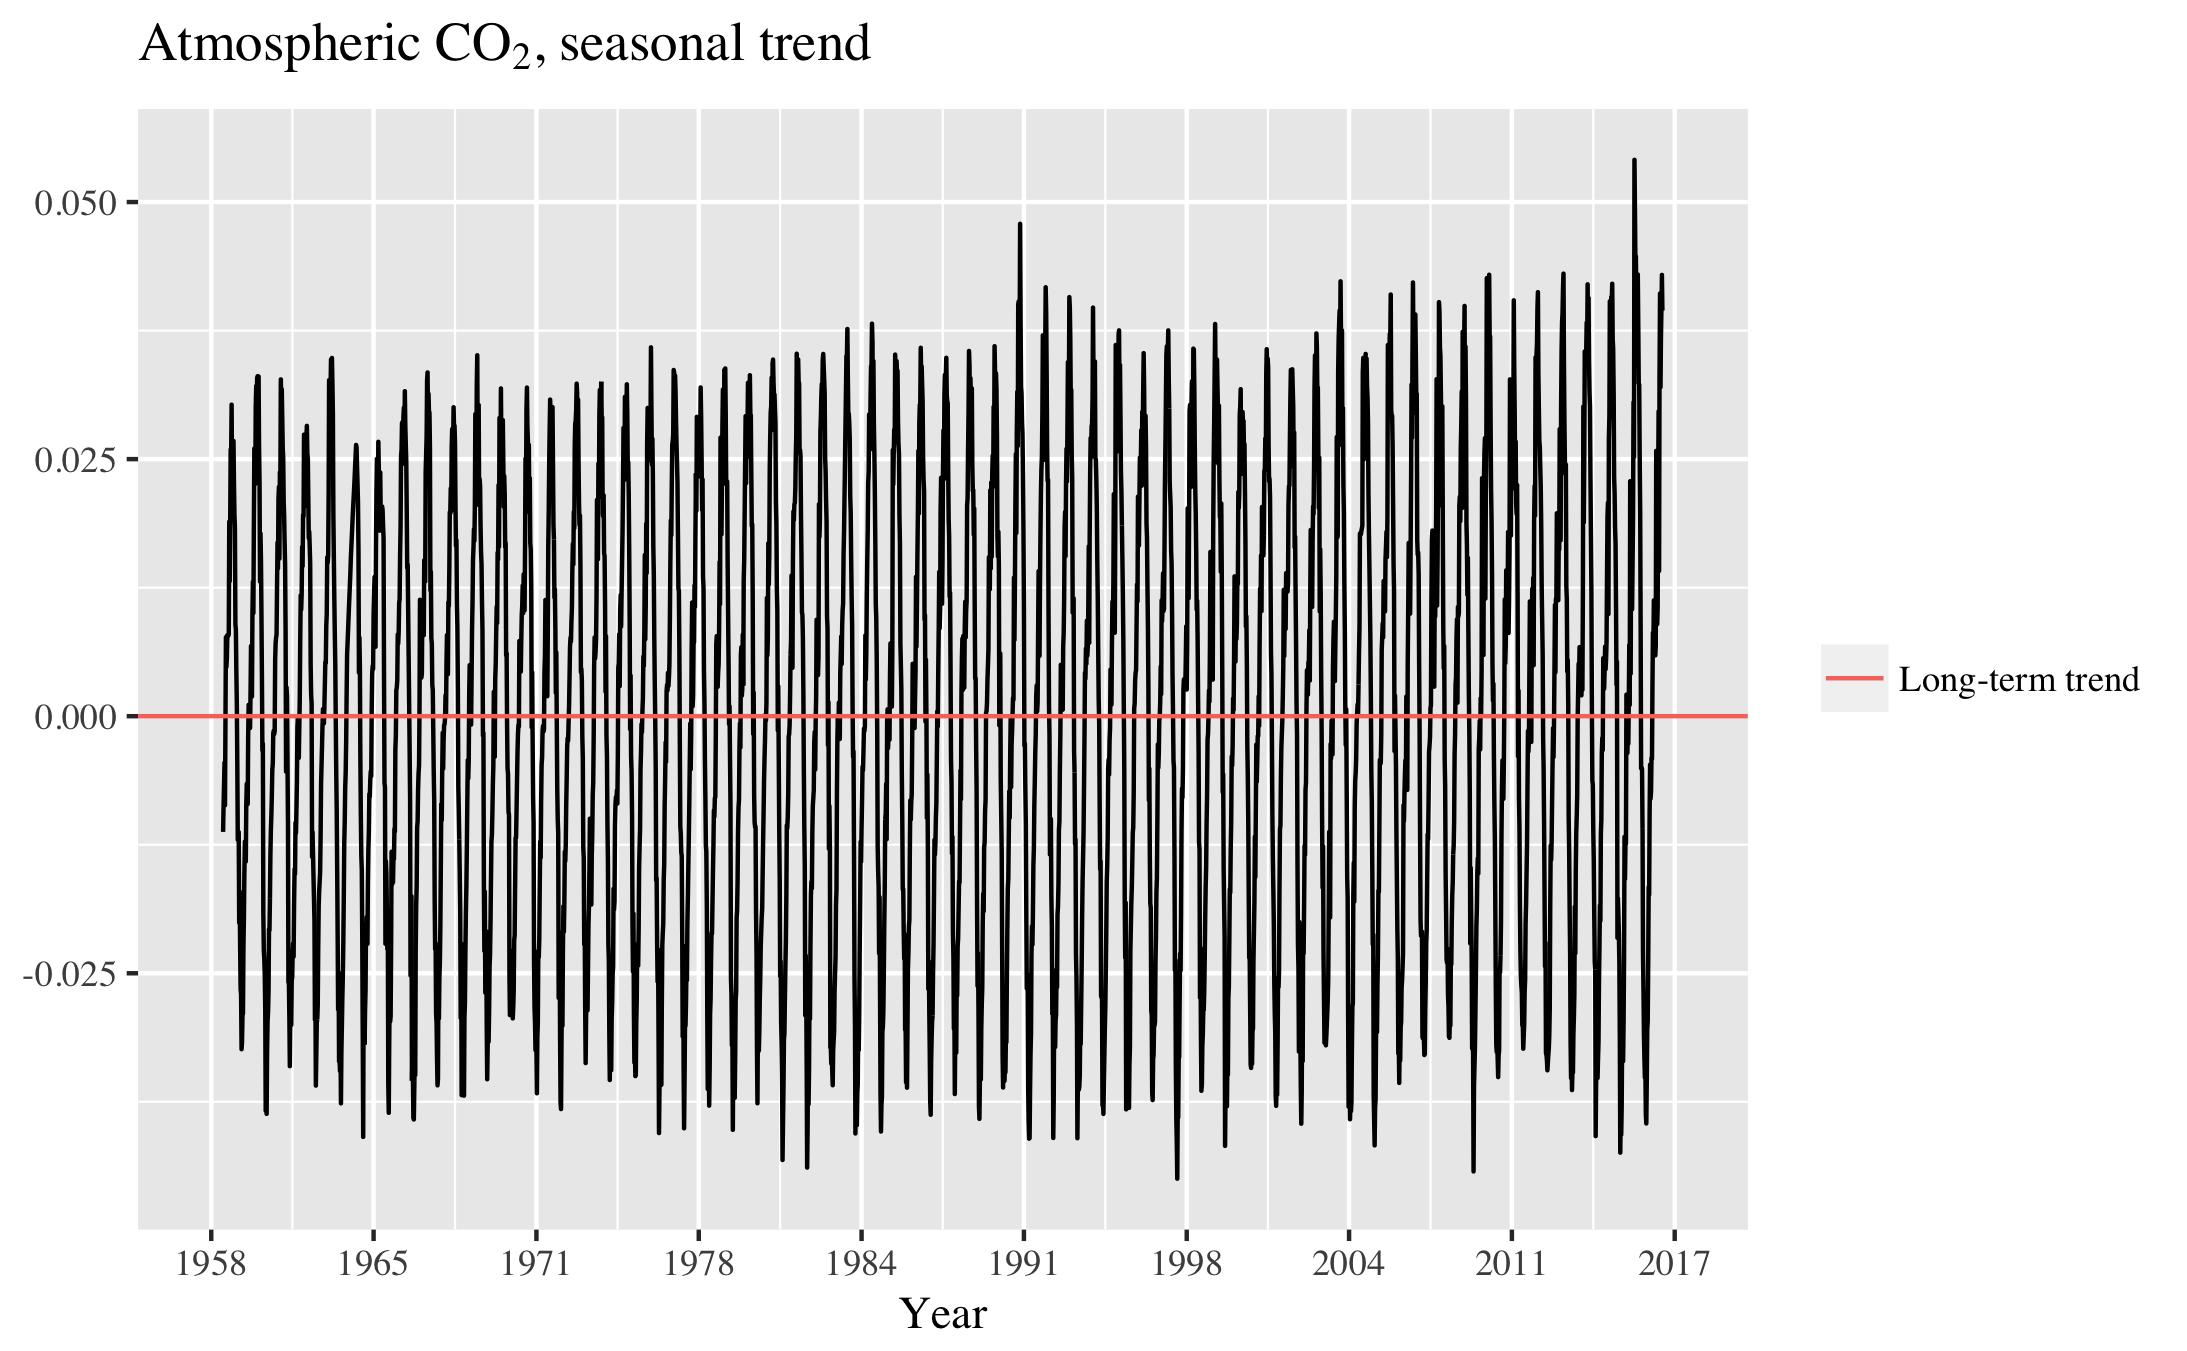 Atmospheric CO₂, seasonal trend
0.050
0.025
0.000
-0.025
1958 1965 1971 1978 1984 1991 1998 2004 2011 2017
Year
Long-term trend